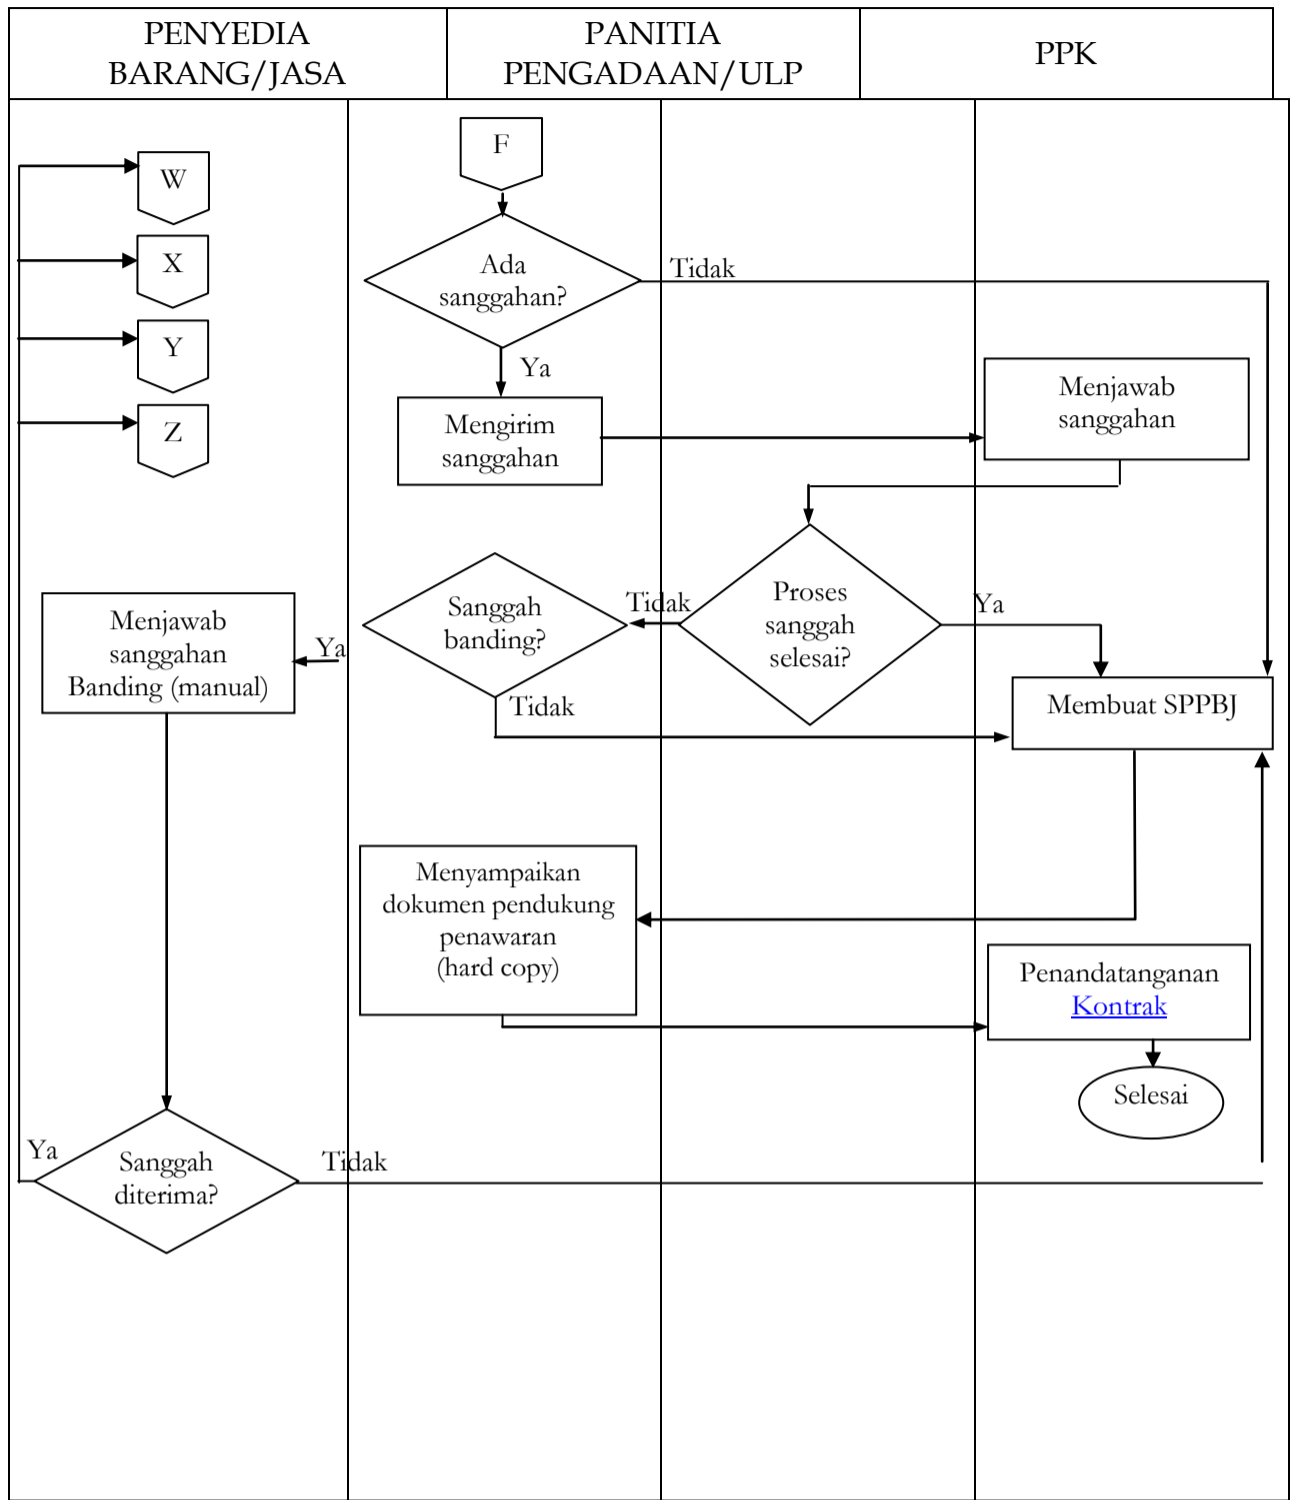 PENYEDIA
BARANG/JASA
PANITIA
PENGADAAN/ULP
PPK
F
W
X
Y
Z
Ada
sanggahan?
Tidak
Ya
Mengirim
sanggahan
Menjawab
sanggahan
Proses
sanggah
selesai?
Tidak
Ya
Sanggah
banding?
Ya
Tidak
Menjawab
sanggahan
Banding (manual)
Membuat SPPBJ
Menyampaikan
dokumen pendukung
penawaran
(hard copy)
Penandatanganan
Kontrak
Selesai
Ya
Sanggah
diterima?
Tidak